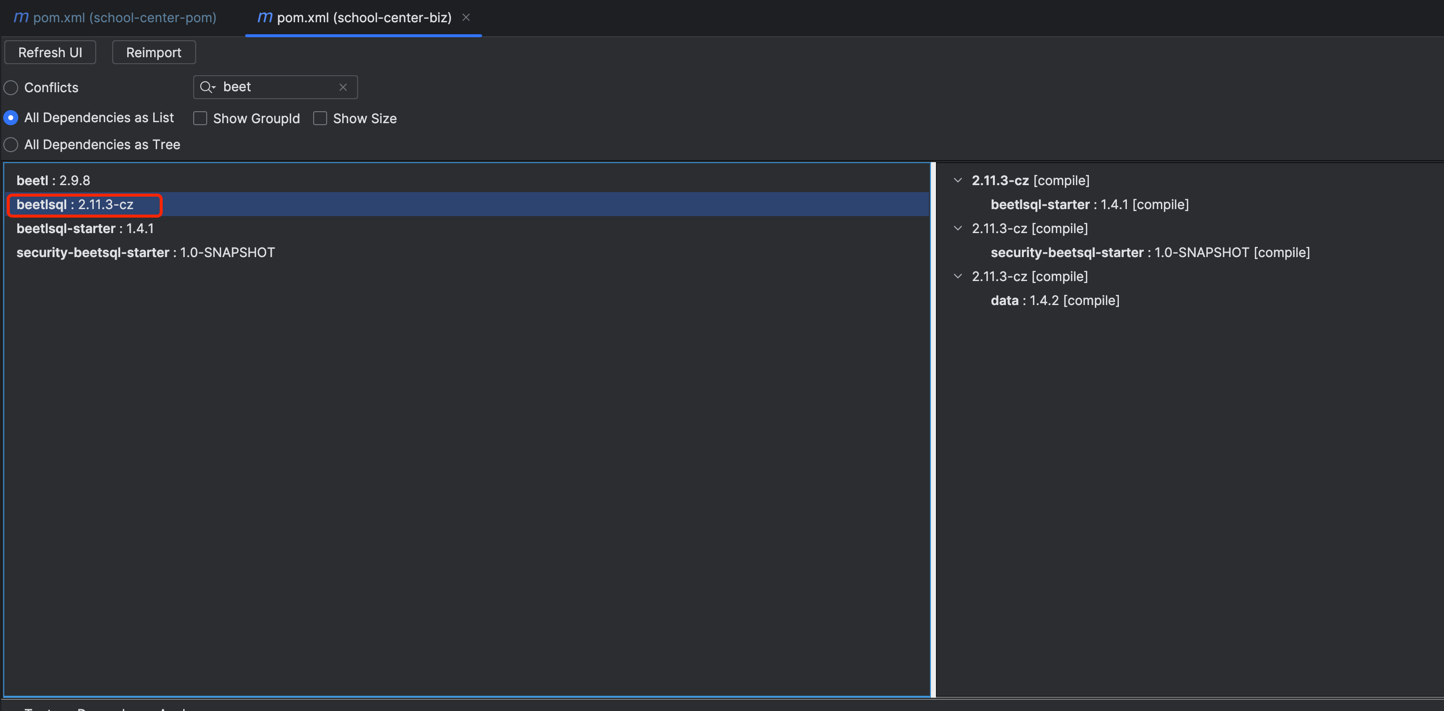 pom.xml (school-center-pom) pom.xml (school-center-biz)
Refresh UI Reimport
Conflicts beet
All Dependencies as List Show GroupId Show Size
All Dependencies as Tree
beetl : 2.9.8
beetlsql : 2.11.3-cz
beetlsql-starter : 1.4.1
security-beetsql-starter : 1.0-SNAPSHOT
2.11.3-cz [compile]
beetlsql-starter : 1.4.1 [compile]
2.11.3-cz [compile]
security-beetsql-starter : 1.0-SNAPSHOT [compile]
2.11.3-cz [compile]
data : 1.4.2 [compile]